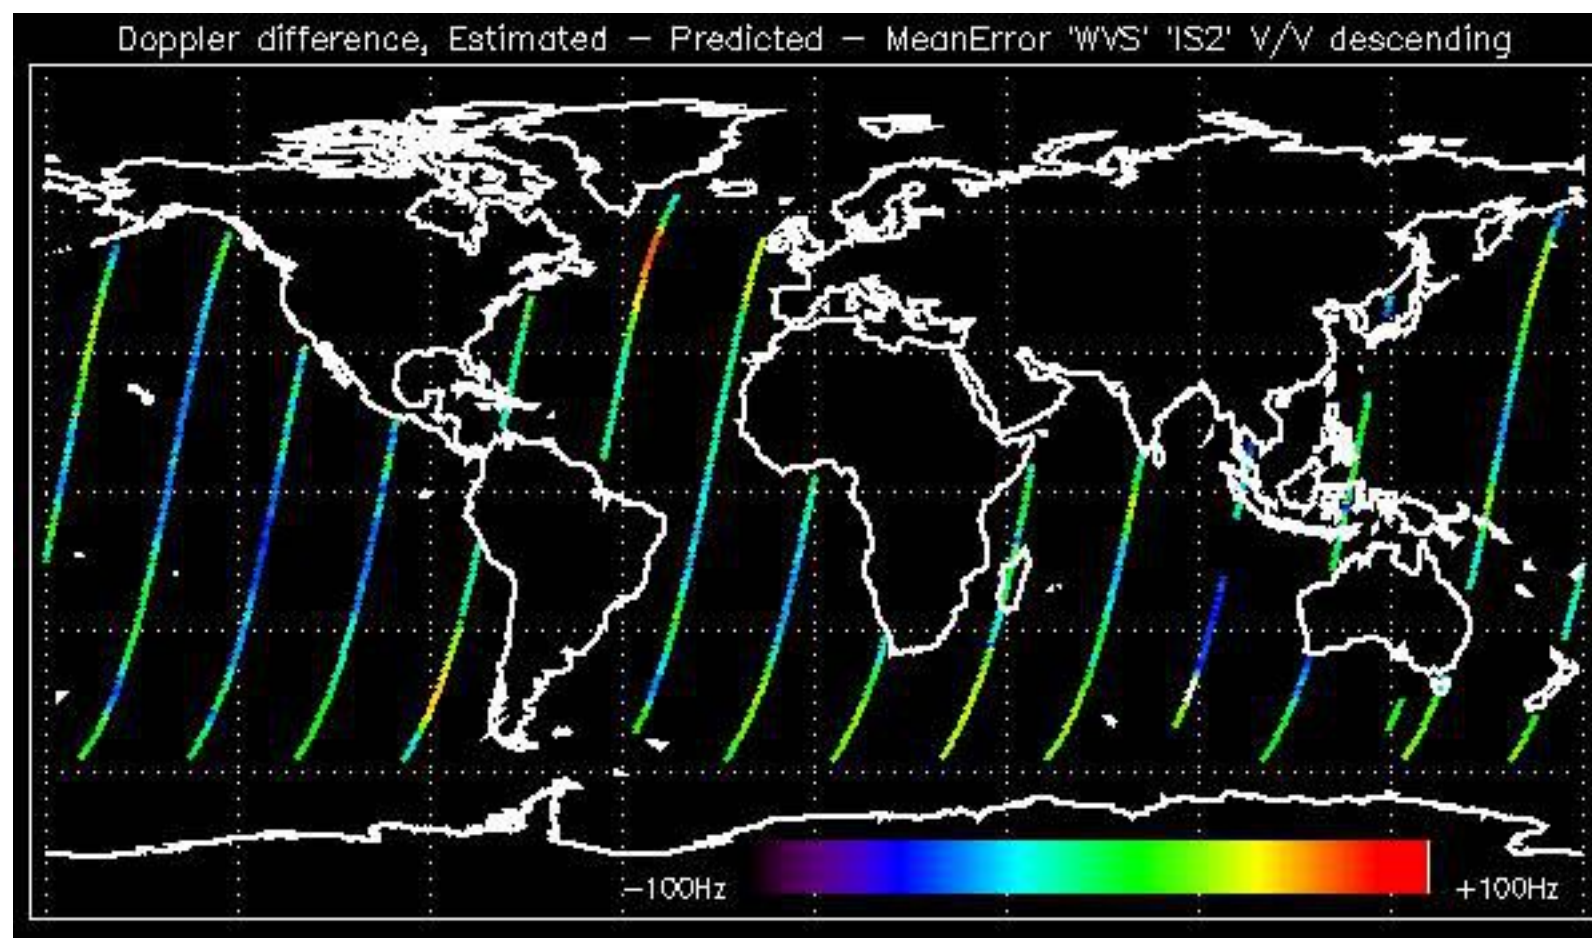 Doppler difference, Estimated – Predicted – MeanError 'WVS' 'IS2' V/V descending
–100Hz +100Hz